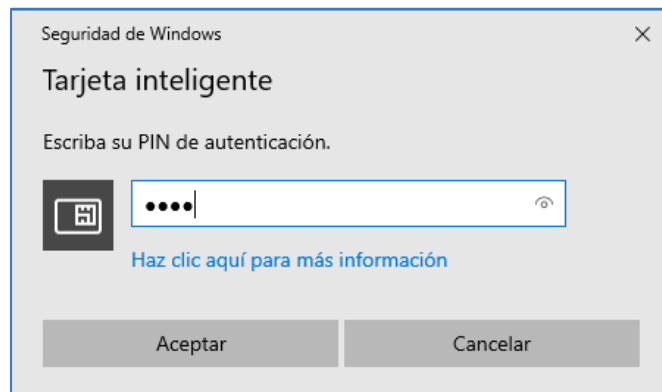 Seguridad de Windows
Tarjeta inteligente
Escriba su PIN de autenticación.
••••
Haz clic aquí para más información
Aceptar
Cancelar